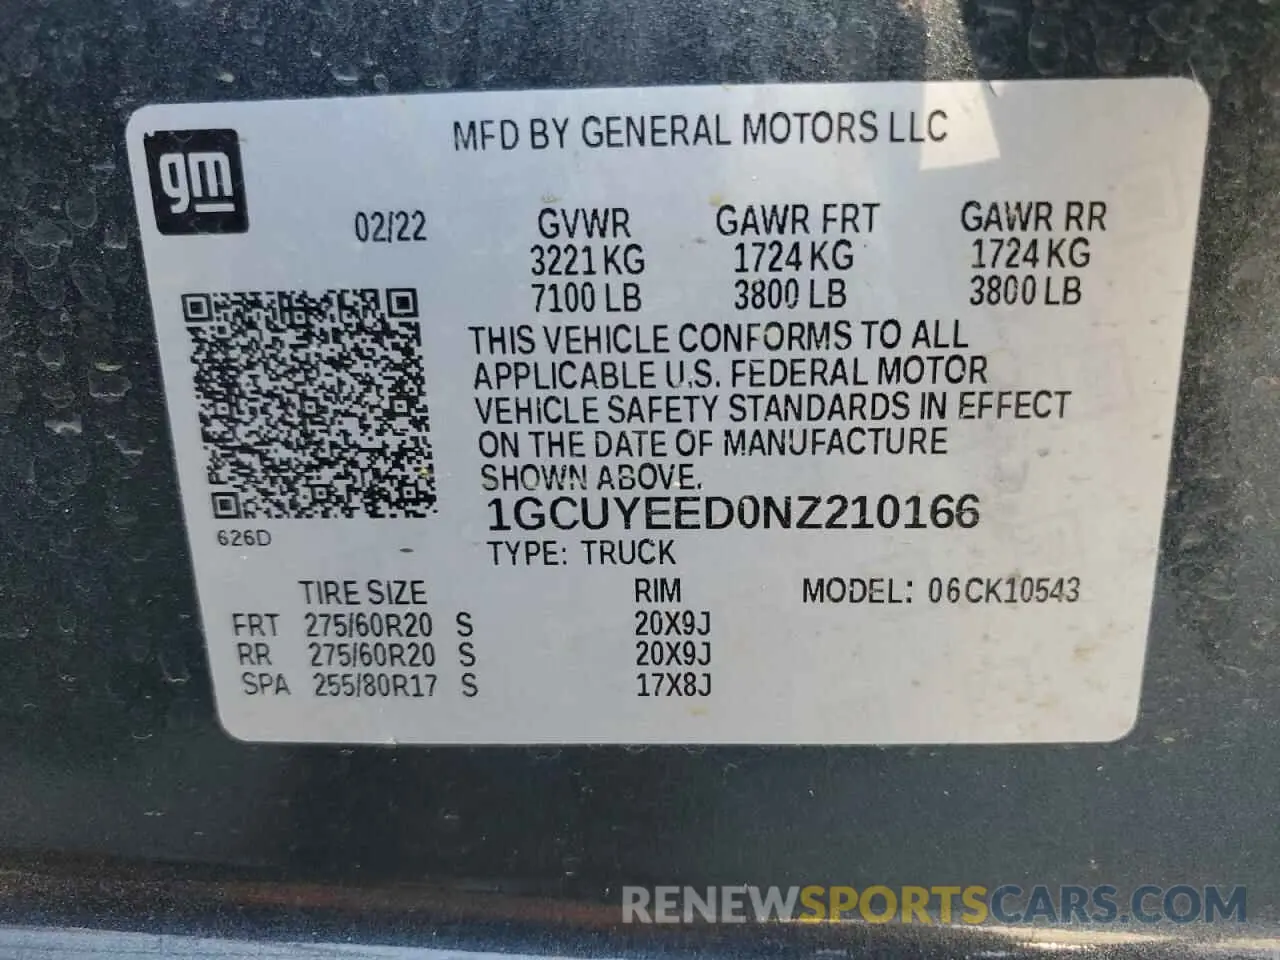 MFD BY GENERAL MOTORS LLC
gm
02/22
GVWR GAWR FRT GAWR RR
3221 KG 1724 KG 1724 KG
7100 LB 3800 LB 3800 LB
THIS VEHICLE CONFORMS TO ALL
APPLICABLE U.S. FEDERAL MOTOR
VEHICLE SAFETY STANDARDS IN EFFECT
ON THE DATE OF MANUFACTURE
SHOWN ABOVE.
626D
1GCUYEED0NZ210166
TYPE: TRUCK
TIRE SIZE RIM MODEL: 06CK10543
FRT 275/60R20 S 20X9J
RR 275/60R20 S 20X9J
SPA 255/80R17 S 17X8J
RENEWSPORTSCARS.COM